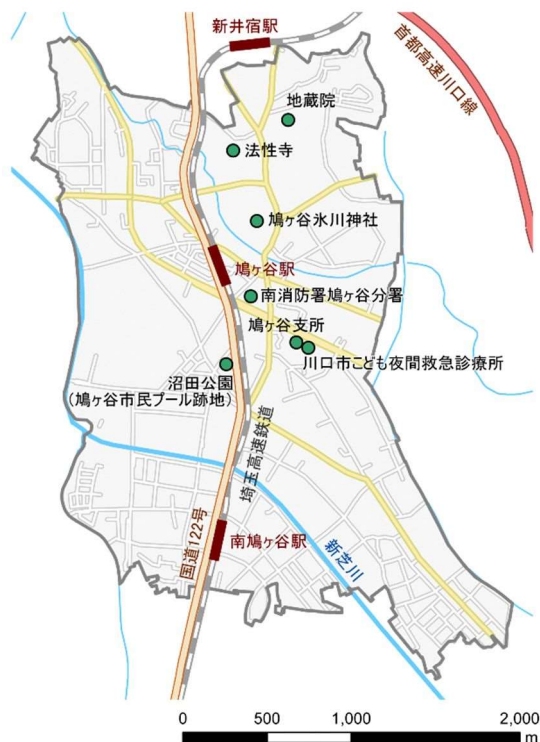 新井宿駅
首都高速川口線
地蔵院
法性寺
鳩ヶ谷氷川神社
鳩ヶ谷駅
南消防署鳩ヶ谷分署
鳩ヶ谷支所
川口市こども夜間救急診療所
沼田公園
(鳩ヶ谷市民プール跡地)
埼玉高速鉄道
国道122号
南鳩ヶ谷駅
新芝川
0 500 1,000 2,000
m